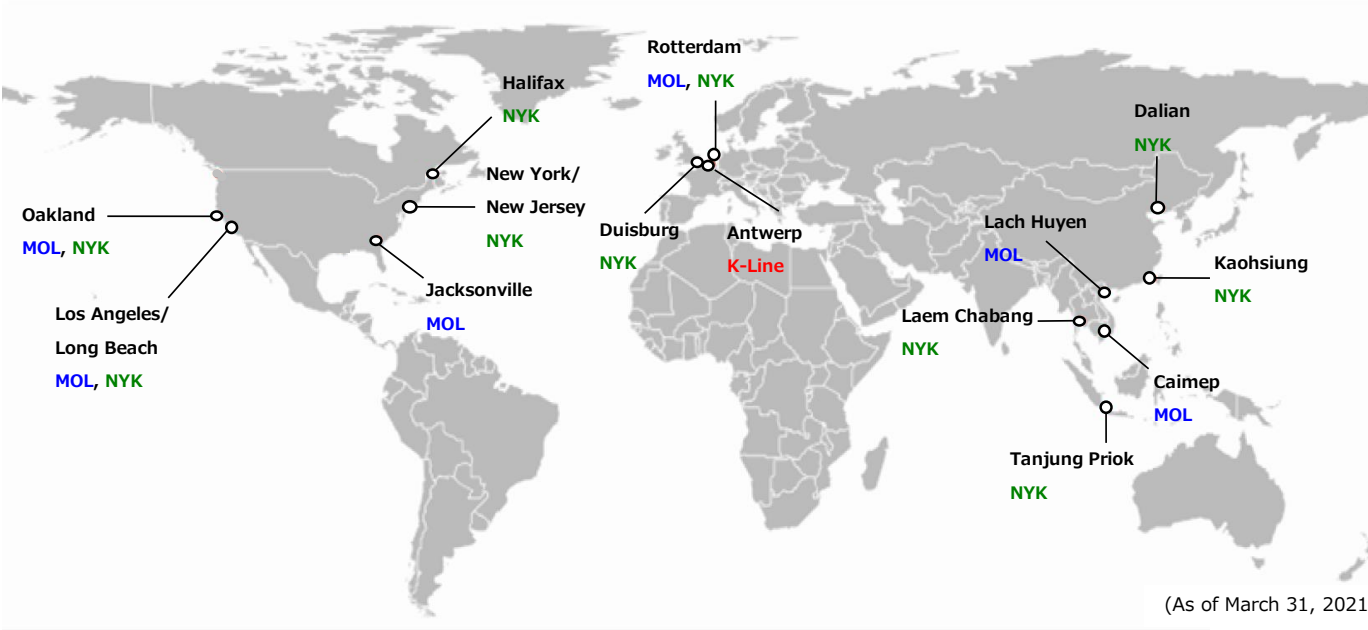 Rotterdam
MOL, NYK
Halifax
NYK
Dalian
NYK
New York/
New Jersey
NYK
Oakland
MOL, NYK
Lach Huyen
MOL
Duisburg
NYK
Antwerp
K-Line
Kaohsiung
NYK
Jacksonville
MOL
Los Angeles/
Long Beach
MOL, NYK
Laem Chabang
NYK
Caimep
MOL
Tanjung Priok
NYK
(As of March 31, 2021